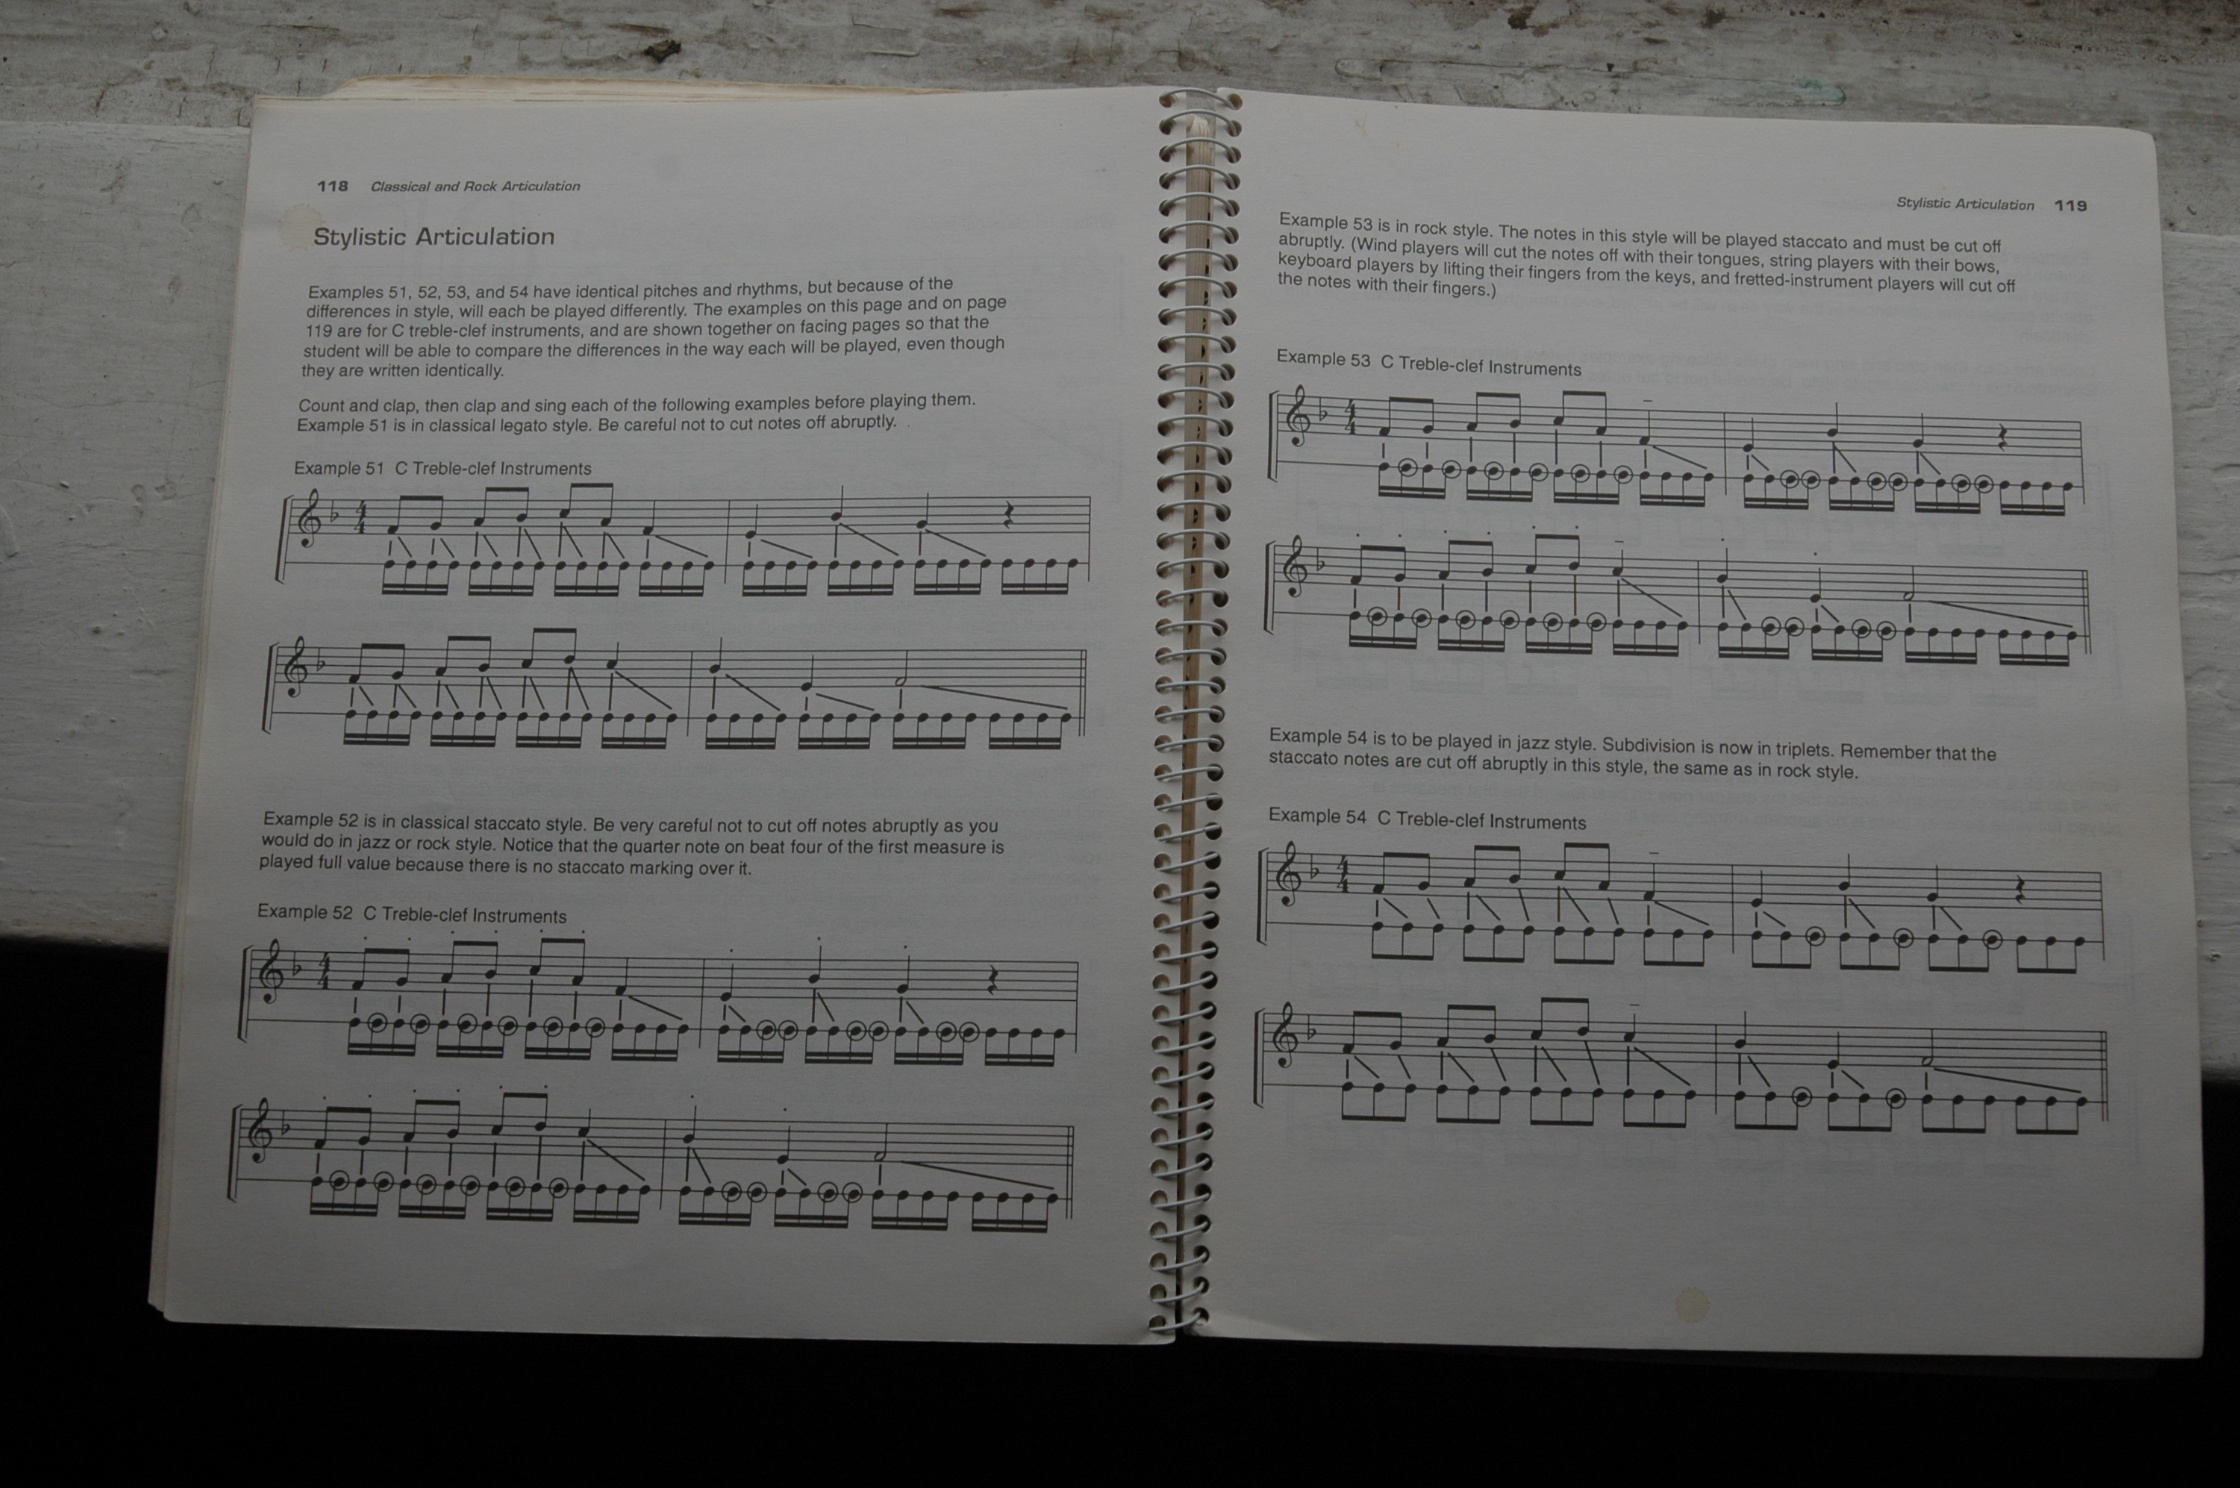 118 Classical and Rock Articulation
Stylistic Articulation
Examples 51, 52, 53, and 54 have identical pitches and rhythms, but because of the
differences in style, will each be played differently. The examples on this page and on page
119 are for C treble-clef instruments, and are shown together on facing pages so that the
student will be able to compare the differences in the way each will be played, even though
they are written identically.
Count and clap, then clap and sing each of the following examples before playing them.
Example 51 is in classical legato style. Be careful not to cut notes off abruptly.
Example 51 C Treble-clef Instruments
4
4
Example 52 is in classical staccato style. Be very careful not to cut off notes abruptly as you
would do in jazz or rock style. Notice that the quarter note on beat four of the first measure is
played full value because there is no staccato marking over it.
Example 52 C Treble-clef Instruments
4
4
Stylistic Articulation 119
Example 53 is in rock style. The notes in this style will be played staccato and must be cut off
abruptly. (Wind players will cut the notes off with their tongues, string players with their bows,
keyboard players by lifting their fingers from the keys, and fretted-instrument players will cut off
the notes with their fingers.)
Example 53 C Treble-clef Instruments
4
4
Example 54 is to be played in jazz style. Subdivision is now in triplets. Remember that the
staccato notes are cut off abruptly in this style, the same as in rock style.
Example 54 C Treble-clef Instruments
4
4